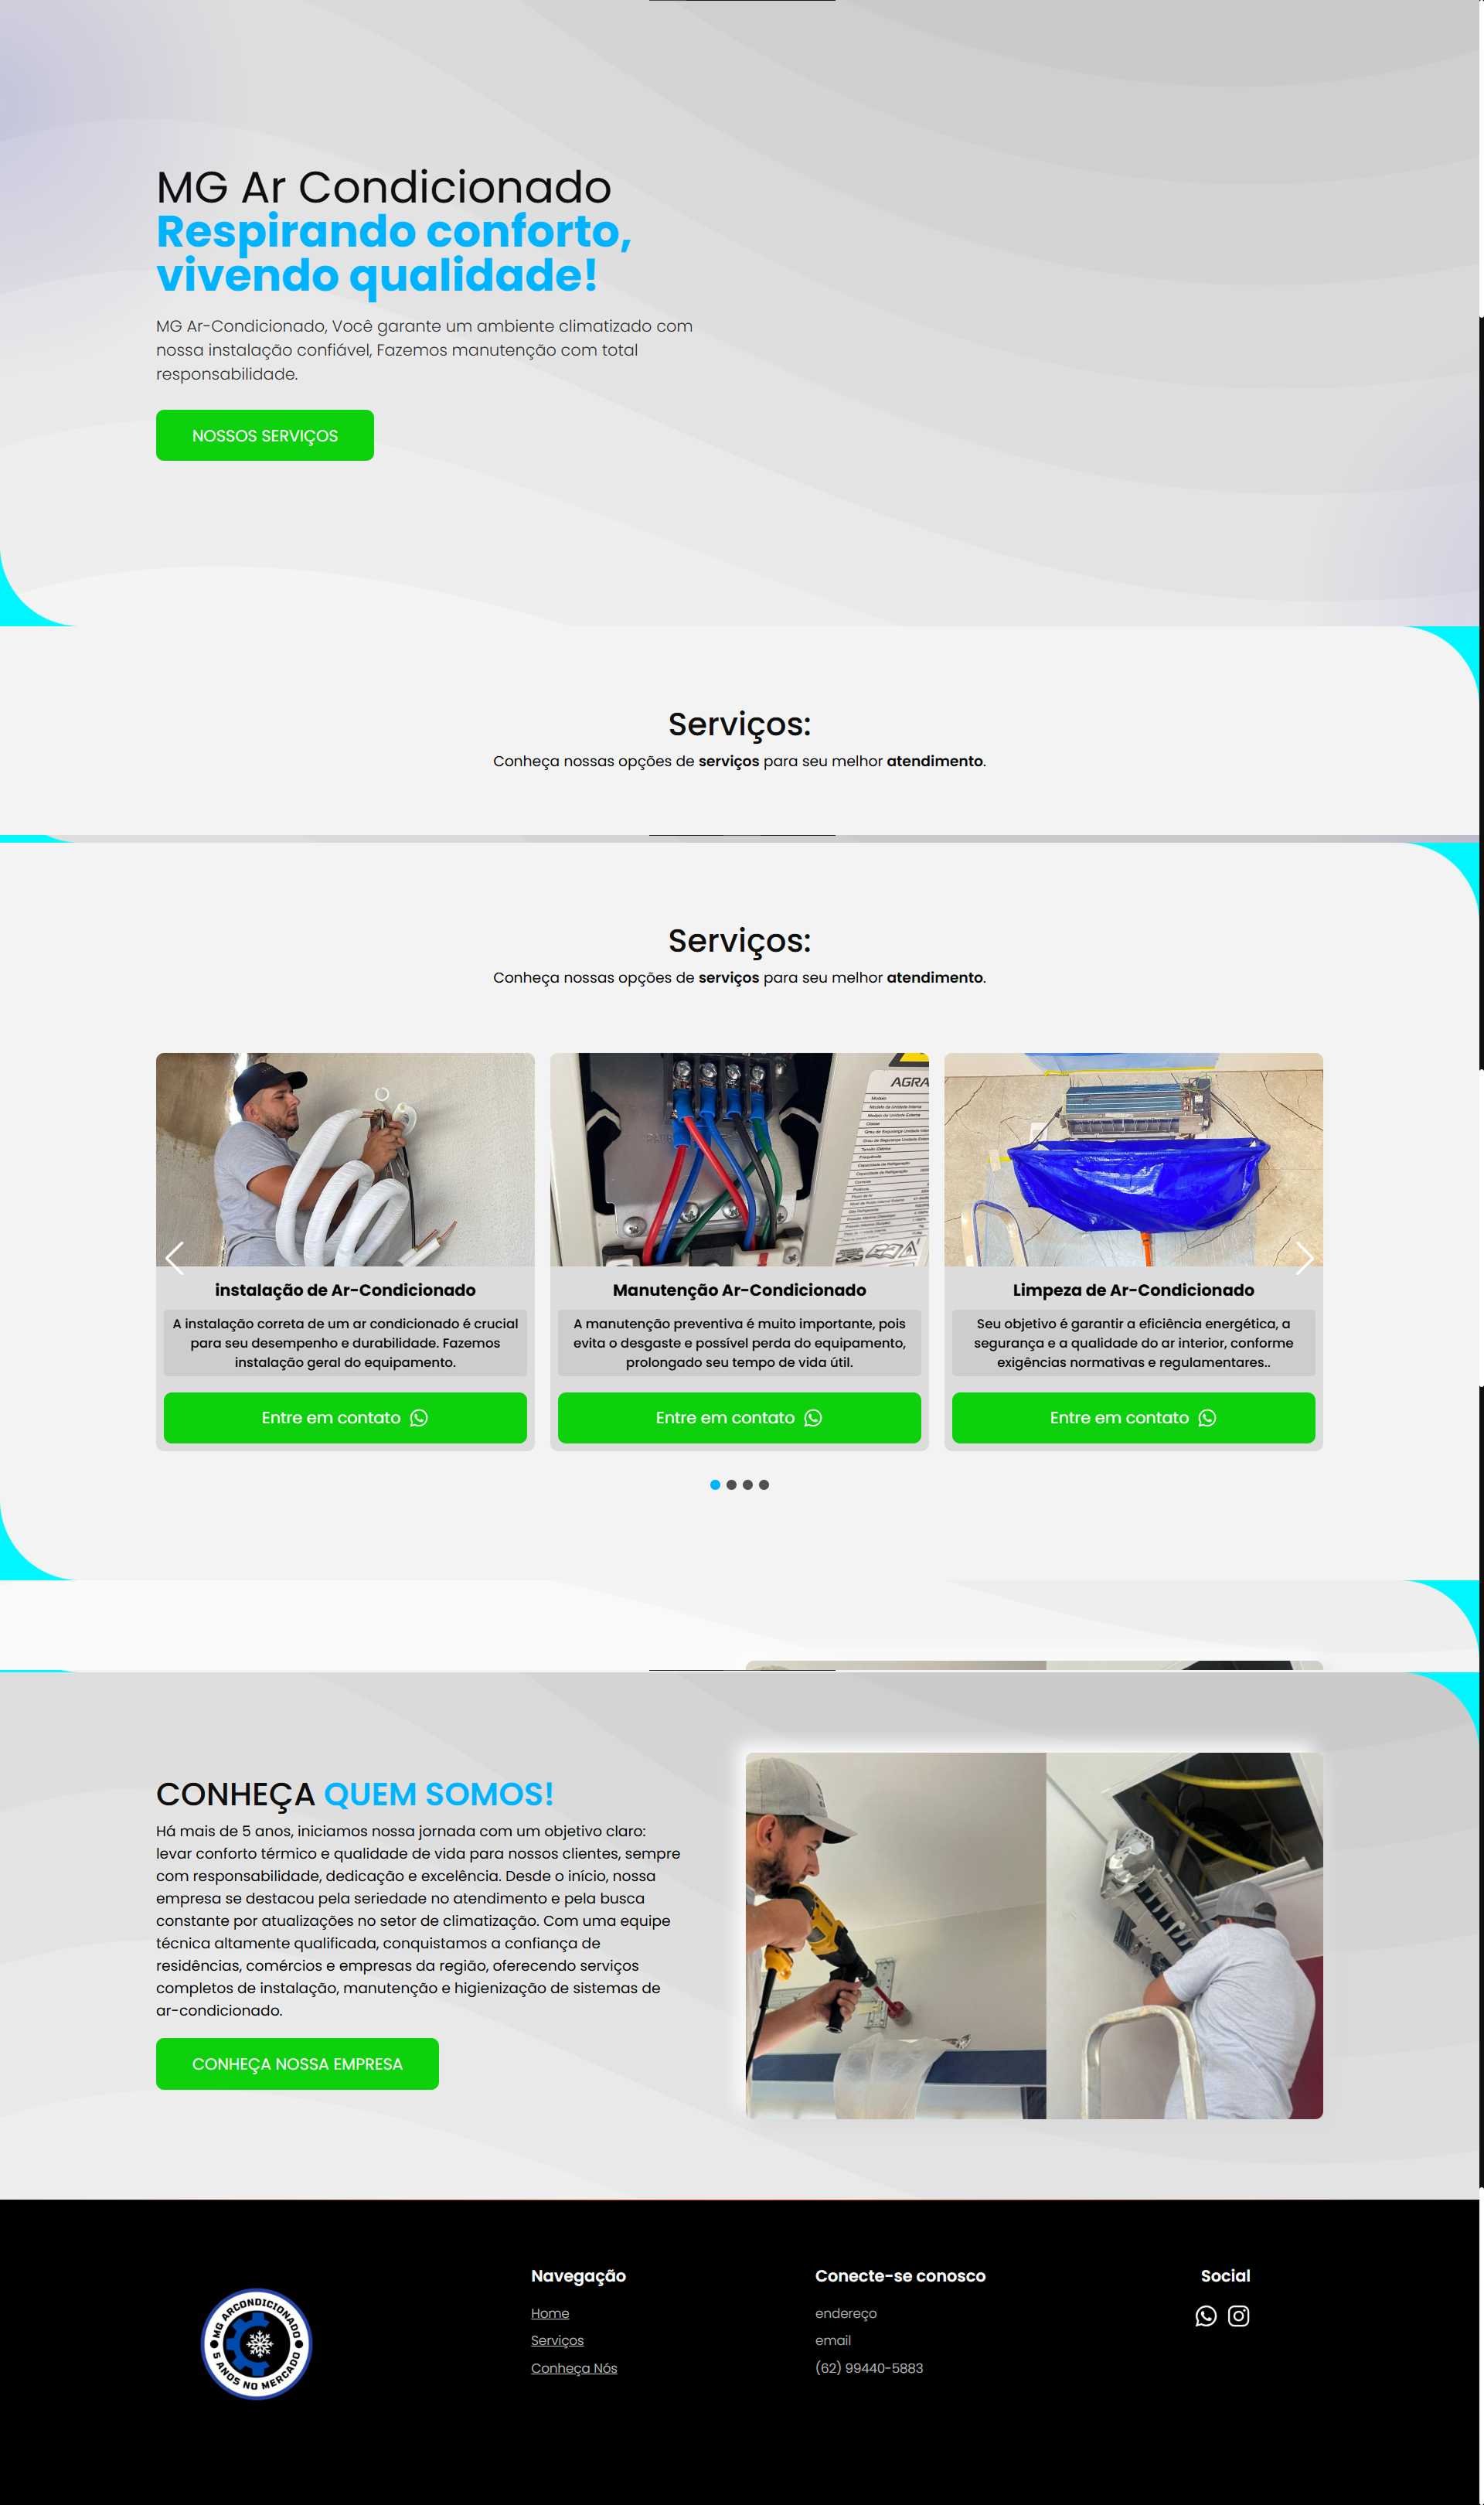 MG Ar Condicionado
Respirando conforto,
vivendo qualidade!
MG Ar-Condicionado, Você garante um ambiente climatizado com
nossa instalação confiável, Fazemos manutenção com total
responsabilidade.
NOSSOS SERVIÇOS
Serviços:
Conheça nossas opções de serviços para seu melhor atendimento.
Serviços:
Conheça nossas opções de serviços para seu melhor atendimento.
AGRA
Modelo
Modelo da Unidade Interna
Modelo da Unidade Externa
Classe
instalação de Ar-Condicionado
A instalação correta de um ar condicionado é crucial
para seu desempenho e durabilidade. Fazemos
instalação geral do equipamento.
Entre em contato
Manutenção Ar-Condicionado
A manutenção preventiva é muito importante, pois
evita o desgaste e possível perda do equipamento,
prolongado seu tempo de vida útil.
Entre em contato
Limpeza de Ar-Condicionado
Seu objetivo é garantir a eficiência energética, a
segurança e a qualidade do ar interior, conforme
exigências normativas e regulamentares..
Entre em contato
CONHEÇA QUEM SOMOS!
Há mais de 5 anos, iniciamos nossa jornada com um objetivo claro:
levar conforto térmico e qualidade de vida para nossos clientes, sempre
com responsabilidade, dedicação e excelência. Desde o início, nossa
empresa se destacou pela seriedade no atendimento e pela busca
constante por atualizações no setor de climatização. Com uma equipe
técnica altamente qualificada, conquistamos a confiança de
residências, comércios e empresas da região, oferecendo serviços
completos de instalação, manutenção e higienização de sistemas de
ar-condicionado.
CONHEÇA NOSSA EMPRESA
MG ARCONDICIONADO
5 ANOS NO MERCADO
Navegação
Home
Serviços
Conheça Nós
Conecte-se conosco
endereço
email
(62) 99440-5883
Social